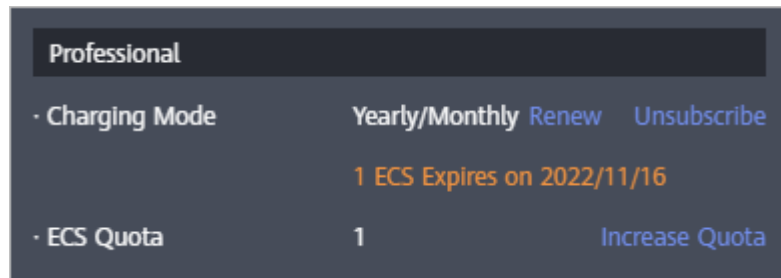 Professional
· Charging Mode Yearly/Monthly Renew Unsubscribe
1 ECS Expires on 2022/11/16
· ECS Quota 1 Increase Quota